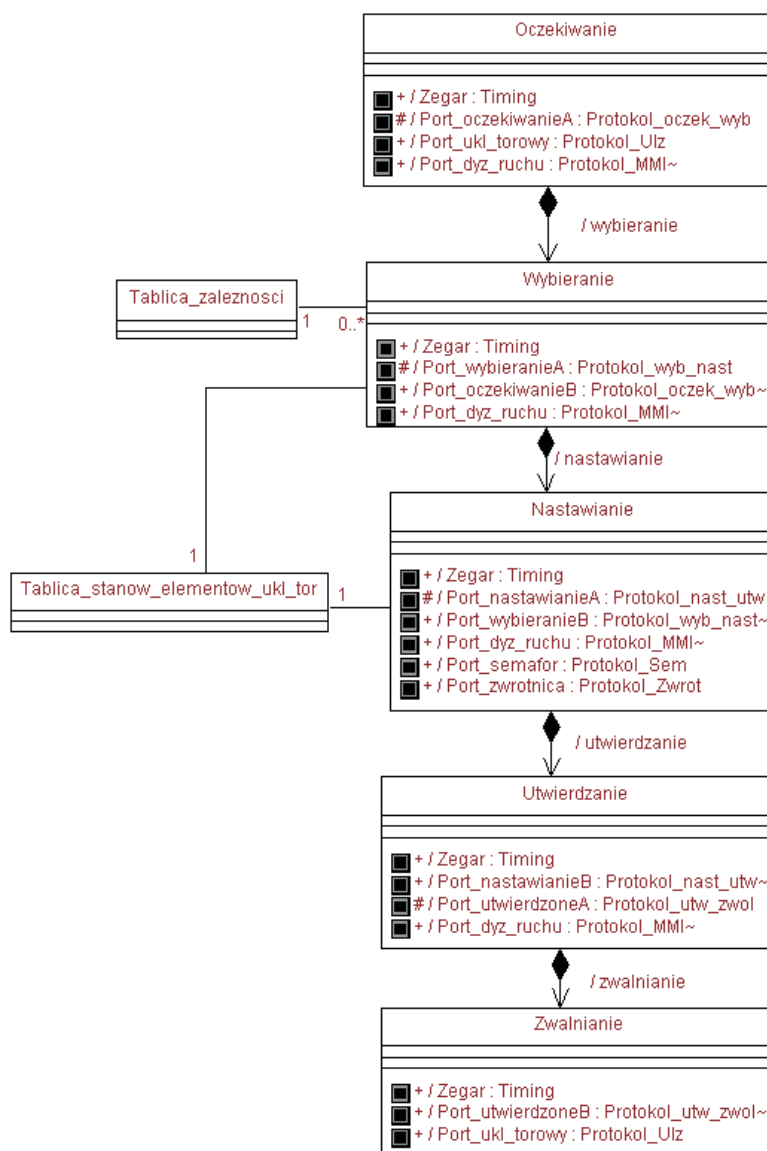 Oczekiwanie
+ / Zegar : Timing
# / Port_oczekiwanieA : Protokol_oczek_wyb
+ / Port_ukl_torowy : Protokol_Ulz
+ / Port_dyz_ruchu : Protokol_MMI~
/ wybieranie
Wybieranie
+ / Zegar : Timing
# / Port_wybieranieA : Protokol_wyb_nast
+ / Port_oczekiwanieB : Protokol_oczek_wyb~
+ / Port_dyz_ruchu : Protokol_MMI~
Tablica_zaleznosci
1
0..*
/ nastawianie
Nastawianie
+ / Zegar : Timing
# / Port_nastawianieA : Protokol_nast_utw
+ / Port_wybieranieB : Protokol_wyb_nast~
+ / Port_dyz_ruchu : Protokol_MMI~
+ / Port_semafor : Protokol_Sem
+ / Port_zwrotnica : Protokol_Zwrot
1
Tablica_stanow_elementow_ukl_tor
1
/ utwierdzanie
Utwierdzanie
+ / Zegar : Timing
+ / Port_nastawianieB : Protokol_nast_utw~
# / Port_utwierdzoneA : Protokol_utw_zwol
+ / Port_dyz_ruchu : Protokol_MMI~
/ zwalnianie
Zwalnianie
+ / Zegar : Timing
+ / Port_utwierdzoneB : Protokol_utw_zwol~
+ / Port_ukl_torowy : Protokol_Ulz